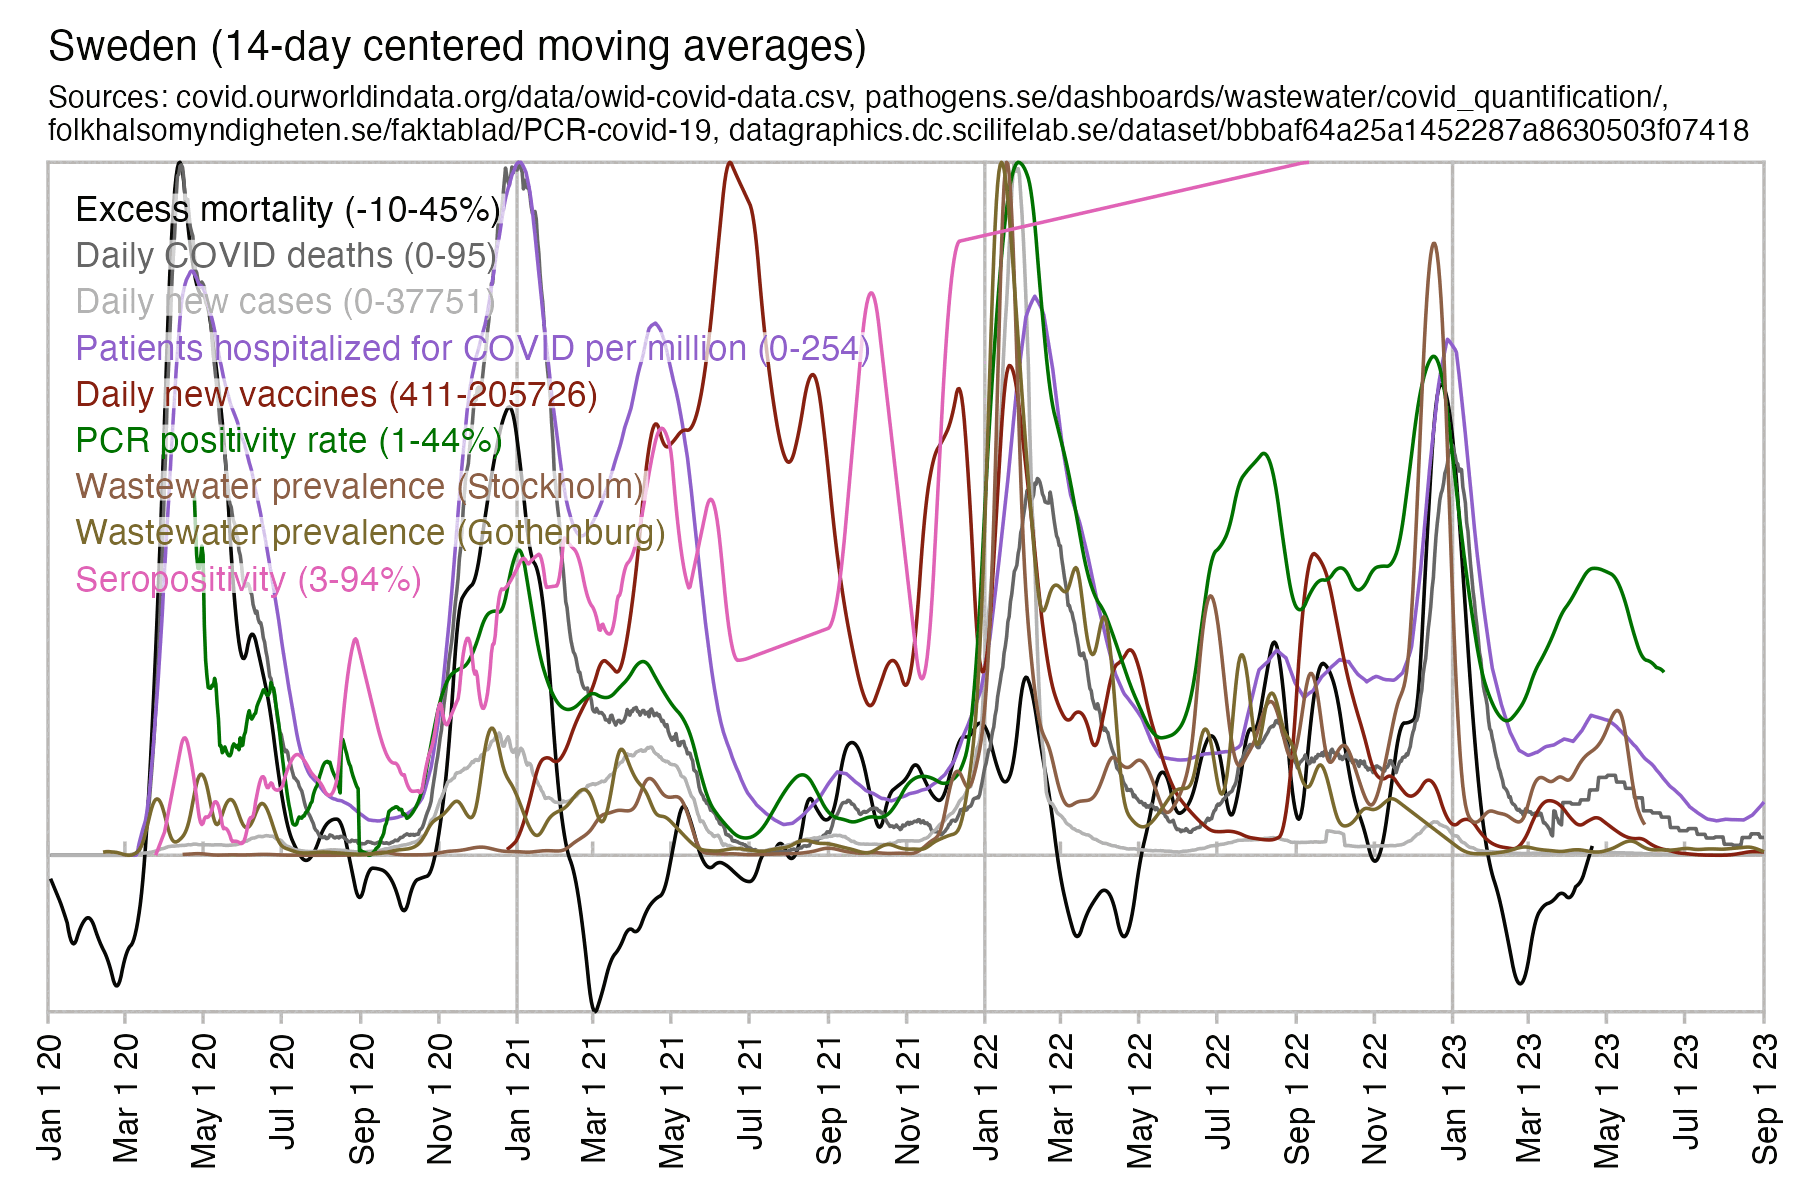 Sweden (14-day centered moving averages)
Sources: covid.ourworldindata.org/data/owid-covid-data.csv, pathogens.se/dashboards/wastewater/covid_quantification/,
folkhalsomyndigheten.se/faktablad/PCR-covid-19, datagraphics.dc.scilifelab.se/dataset/bbbaf64a25a1452287a8630503f07418
Excess mortality (-10-45%)
Daily COVID deaths (0-95)
Daily new cases (0-37751)
Patients hospitalized for COVID per million (0-254)
Daily new vaccines (411-205726)
PCR positivity rate (1-44%)
Wastewater prevalence (Stockholm)
Wastewater prevalence (Gothenburg)
Seropositivity (3-94%)
Jan 1 20
Mar 1 20
May 1 20
Jul 1 20
Sep 1 20
Nov 1 20
Jan 1 21
Mar 1 21
May 1 21
Jul 1 21
Sep 1 21
Nov 1 21
Jan 1 22
Mar 1 22
May 1 22
Jul 1 22
Sep 1 22
Nov 1 22
Jan 1 23
Mar 1 23
May 1 23
Jul 1 23
Sep 1 23